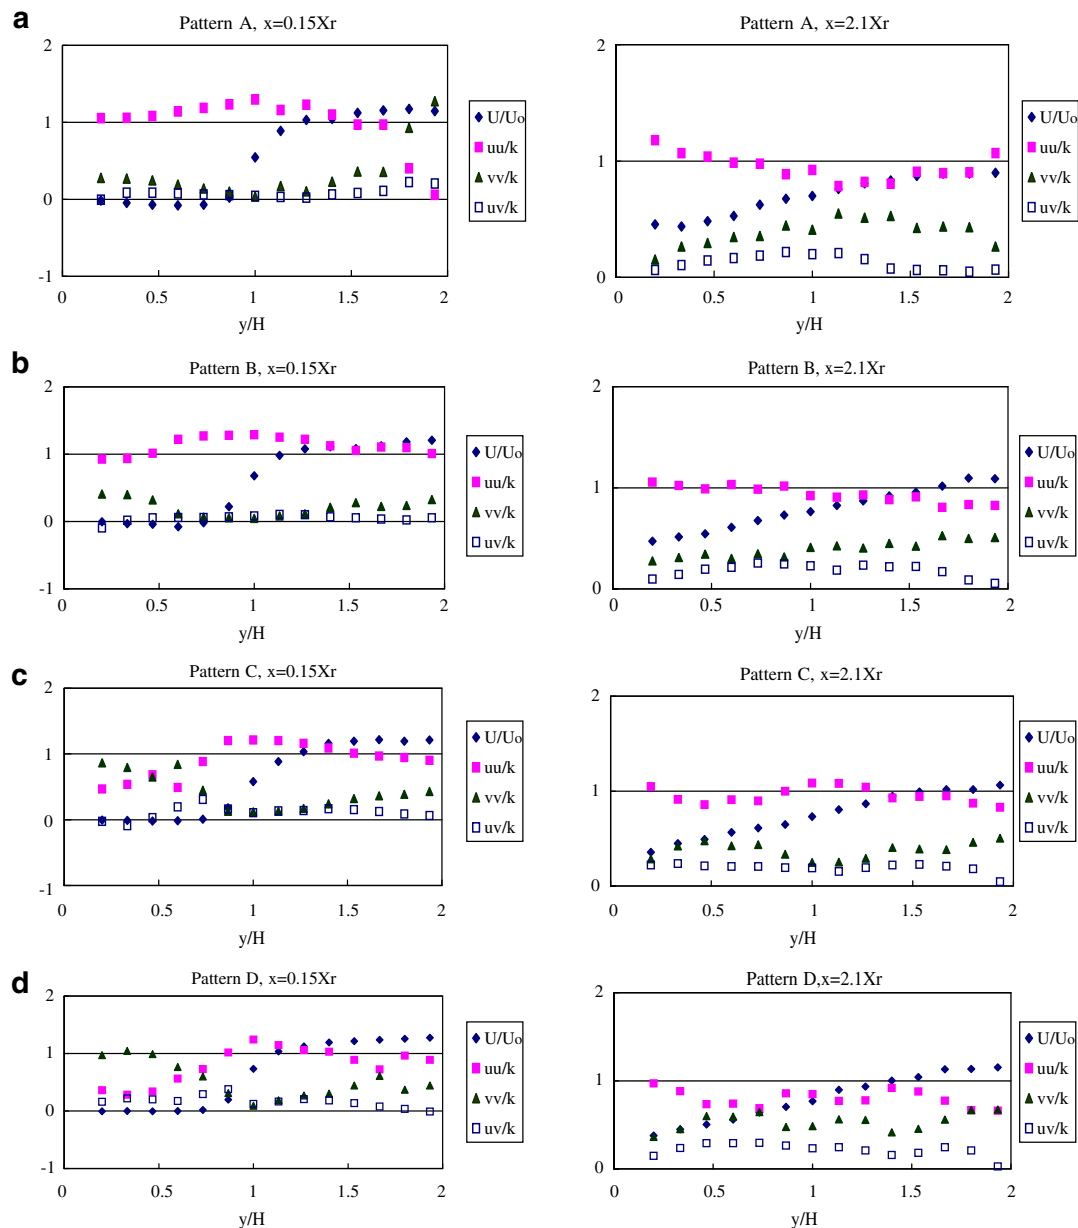 a
Pattern A, x=0.15Xr
2
1
0
-1
0
0.5
1
1.5
2
y/H
U/Uo
uu/k
vv/k
uv/k
Pattern A, x=2.1Xr
2
1
0
0
0.5
1
1.5
2
y/H
U/Uo
uu/k
vv/k
uv/k
b
Pattern B, x=0.15Xr
2
1
0
-1
0
0.5
1
1.5
2
y/H
U/Uo
uu/k
vv/k
uv/k
Pattern B, x=2.1Xr
2
1
0
0
0.5
1
1.5
2
y/H
U/Uo
uu/k
vv/k
uv/k
c
Pattern C, x=0.15Xr
2
1
0
-1
0
0.5
1
1.5
2
y/H
U/Uo
uu/k
vv/k
uv/k
Pattern C, x=2.1Xr
2
1
0
0
0.5
1
1.5
2
y/H
U/Uo
uu/k
vv/k
uv/k
d
Pattern D, x=0.15Xr
2
1
0
-1
0
0.5
1
1.5
2
y/H
U/Uo
uu/k
vv/k
uv/k
Pattern D,x=2.1Xr
2
1
0
0
0.5
1
1.5
2
y/H
U/Uo
uu/k
vv/k
uv/k